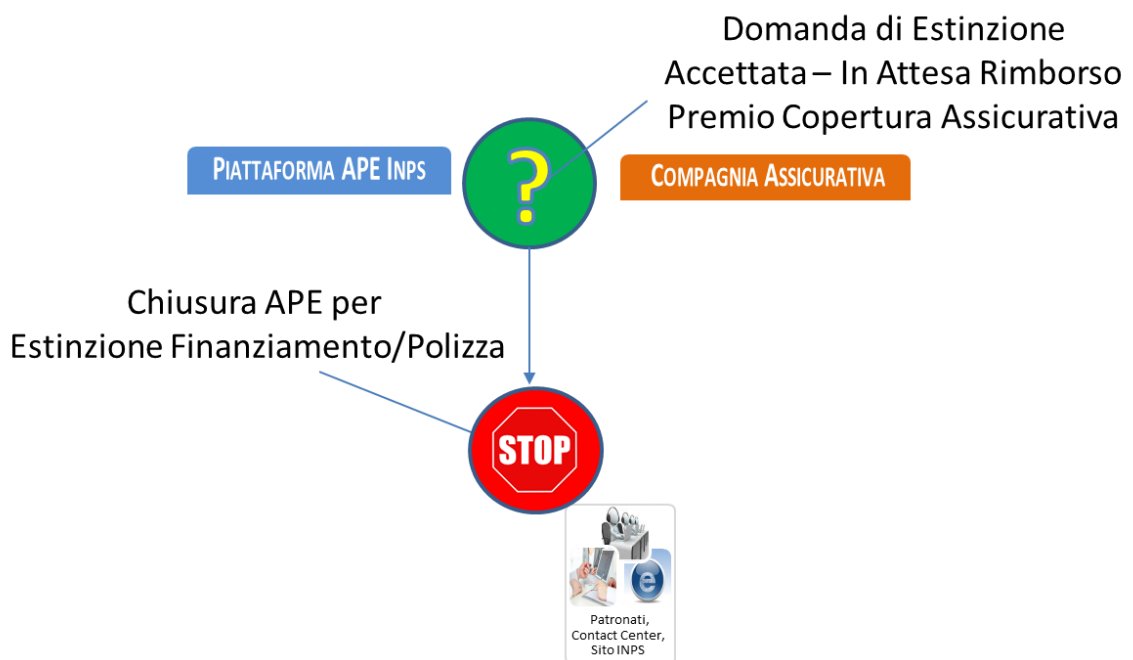 Domanda di Estinzione
Accettata – In Attesa Rimborso
Premio Copertura Assicurativa
PIATTAFORMA APE INPS
?
COMPAGNIA ASSICURATIVA
Chiusura APE per
Estinzione Finanziamento/Polizza
STOP
e
Patronati,
Contact Center,
Sito INPS